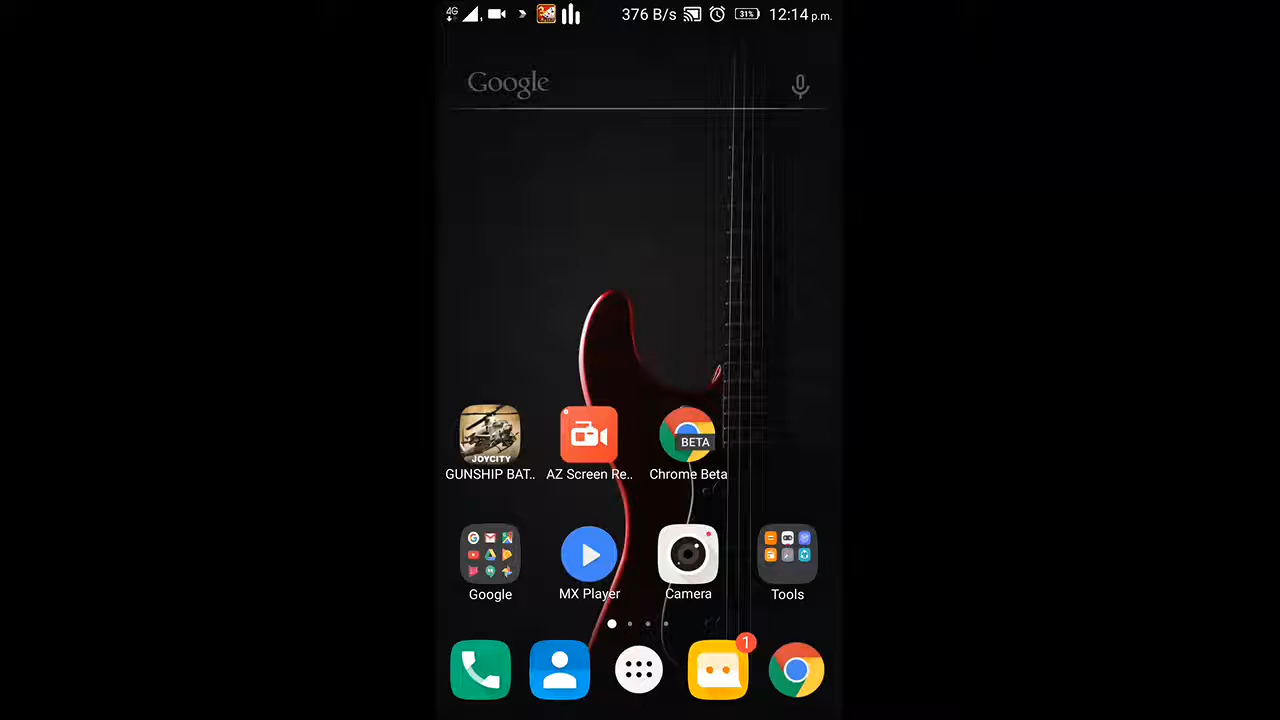 4G 376 B/s 31% 12:14 p.m.
Google
JOYCITY
BETA
GUNSHIP BAT.. AZ Screen Re.. Chrome Beta
Google MX Player Camera Tools
1